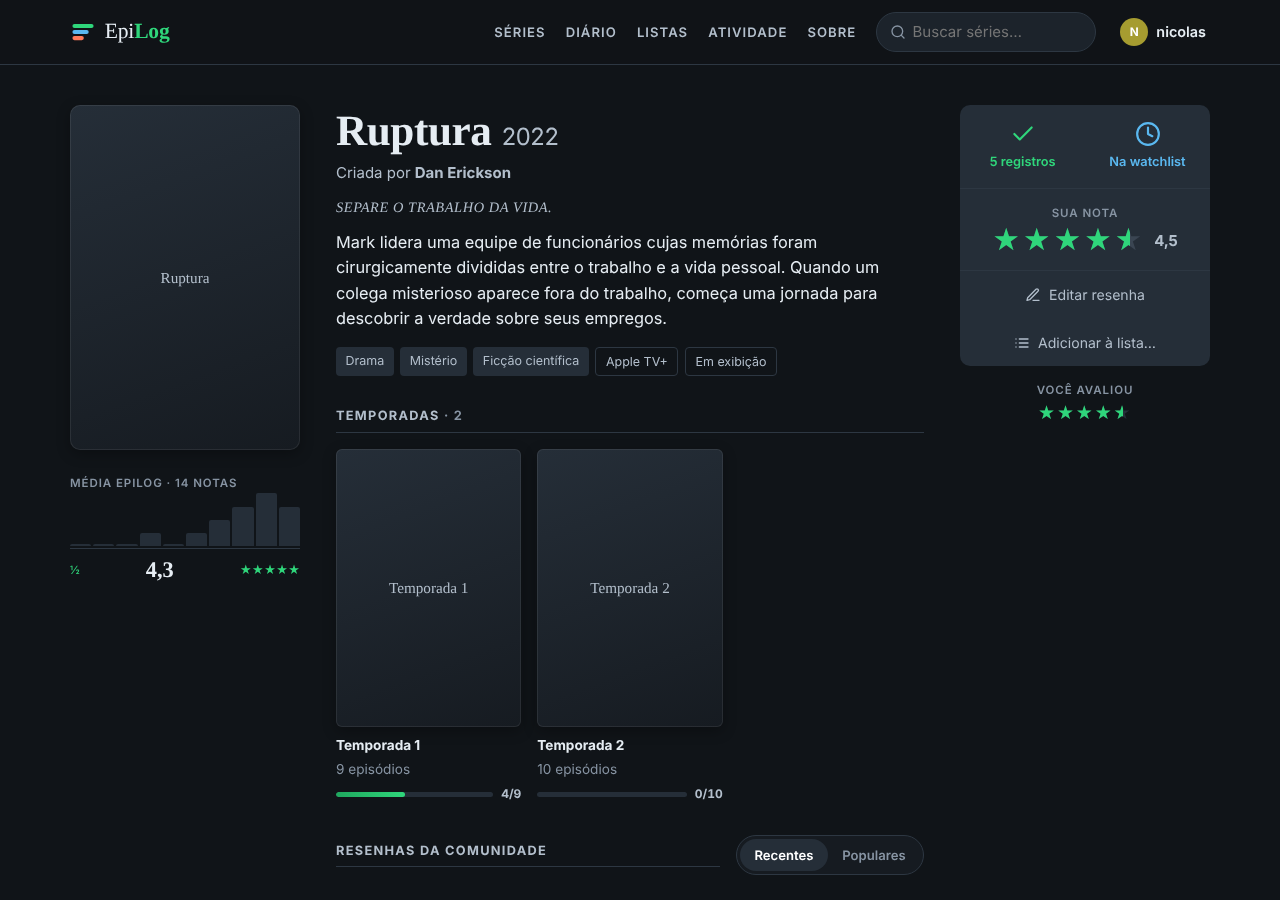 EpiLog
SÉRIES DIÁRIO LISTAS ATIVIDADE SOBRE
Buscar séries...
N nicolas
Ruptura
MÉDIA EPILOG · 14 NOTAS
½ 4,3 ★★★★★
Ruptura 2022
Criada por Dan Erickson
SEPARE O TRABALHO DA VIDA.
Mark lidera uma equipe de funcionários cujas memórias foram
cirurgicamente divididas entre o trabalho e a vida pessoal. Quando um
colega misterioso aparece fora do trabalho, começa uma jornada para
descobrir a verdade sobre seus empregos.
Drama Mistério Ficção científica Apple TV+ Em exibição
TEMPORADAS · 2
Temporada 1
Temporada 2
Temporada 1
9 episódios
4/9
Temporada 2
10 episódios
0/10
RESENHAS DA COMUNIDADE
Recentes Populares
5 registros
Na watchlist
SUA NOTA
4,5
Editar resenha
Adicionar à lista...
VOCÊ AVALIOU